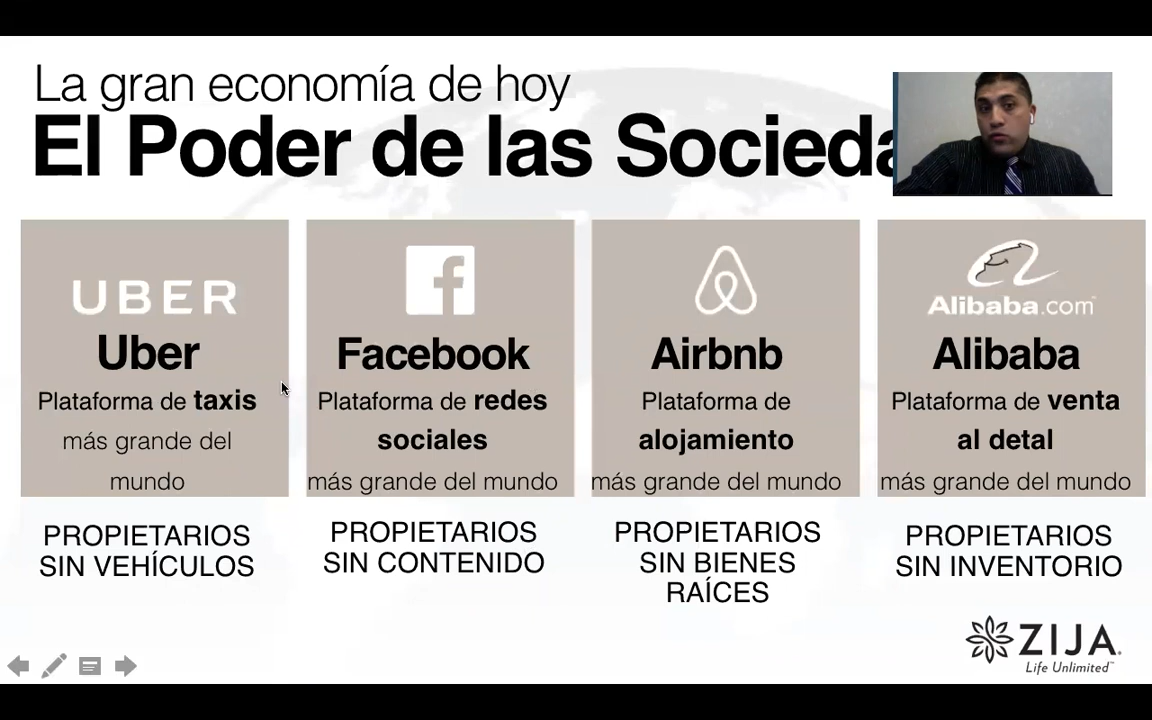 La gran economía de hoy
El Poder de las
UBER
Uber
Plataforma de taxis
más grande del
mundo
PROPIETARIOS
SIN VEHÍCULOS
f
Facebook
Plataforma de redes
sociales
más grande del mundo
PROPIETARIOS
SIN CONTENIDO
Airbnb
Plataforma de
alojamiento
más grande del mundo
PROPIETARIOS
SIN BIENES
RAÍCES
Alibaba.com™
Alibaba
Plataforma de venta
al detal
más grande del mundo
PROPIETARIOS
SIN INVENTORIO
ZIJA.
Life Unlimited™